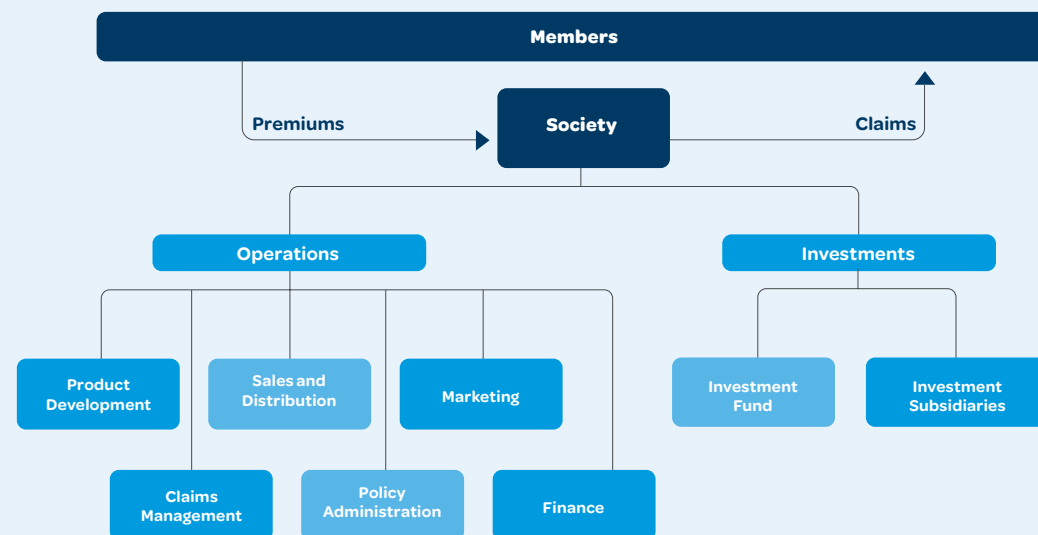 Members
Premiums
Society
Claims
Operations
Investments
Product
Development
Sales and
Distribution
Marketing
Investment
Fund
Investment
Subsidiaries
Claims
Management
Policy
Administration
Finance